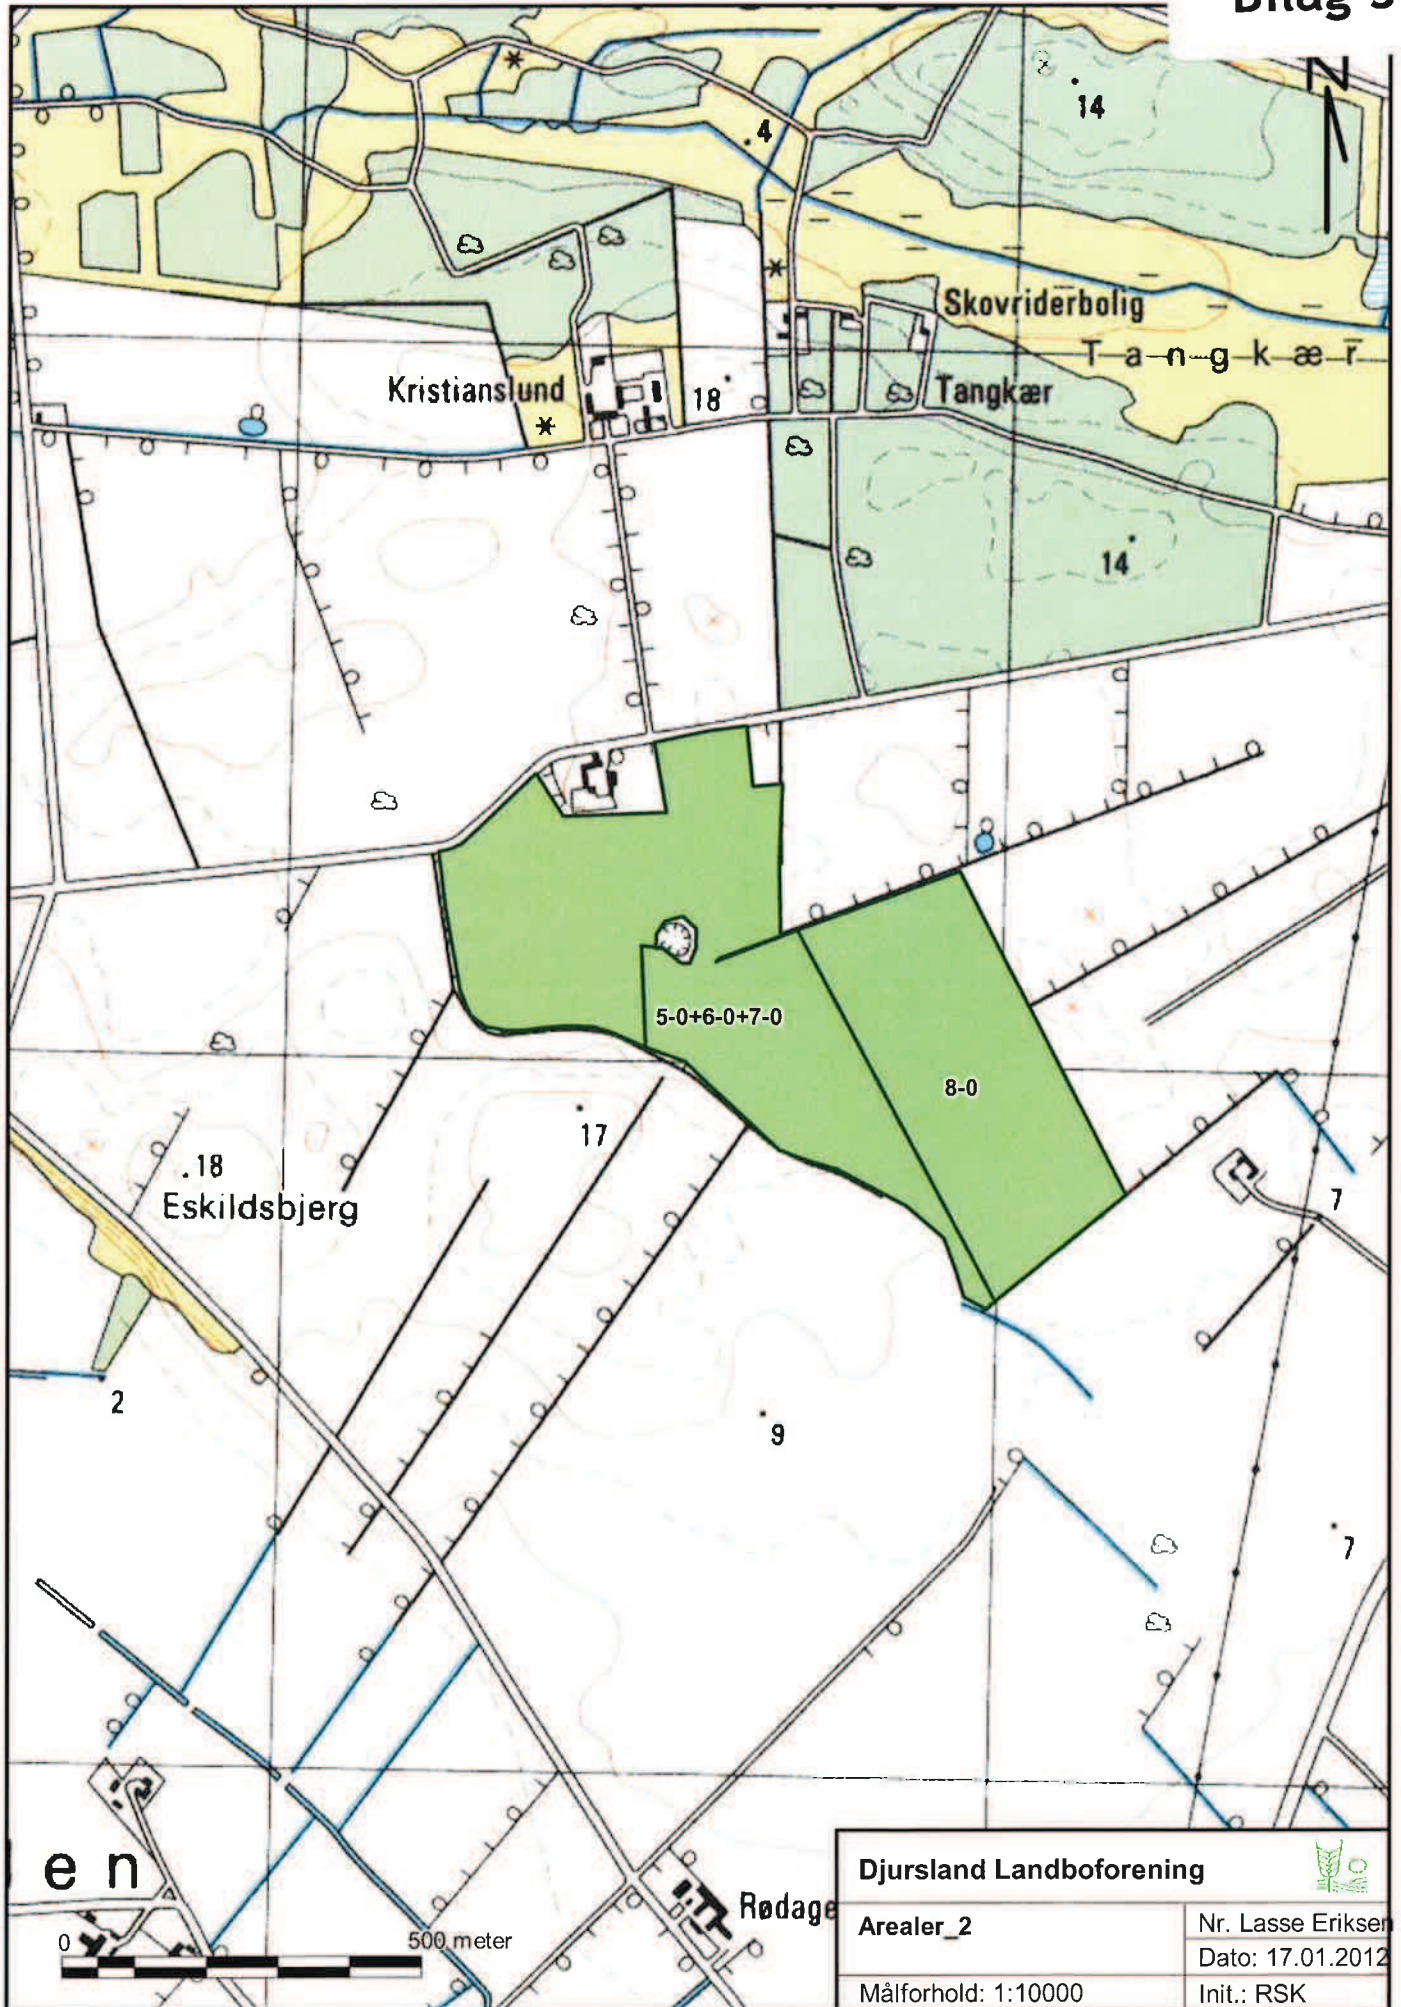 Bilag
N
14
4
Skovriderbolig
Tangkær
Kristianslund
18
Tangkær
14
5-0+6-0+7-0
8-0
17
.18
Eskildsbjerg
7
2
9
7
en
Rødage
0 500 meter
Djursland Landboforening
Arealer_2
Nr. Lasse Eriksen
Dato: 17.01.2012
Målforhold: 1:10000
Init.: RSK